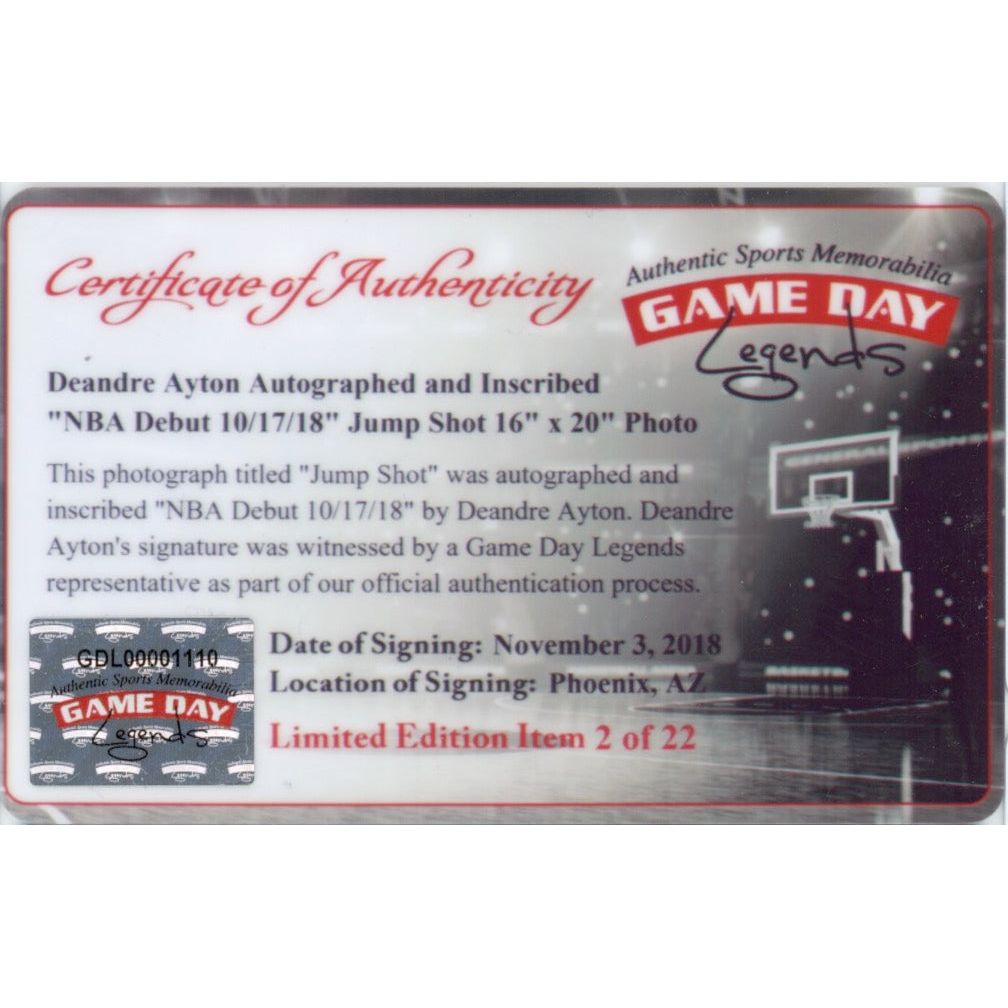 Certificate of Authenticity
Authentic Sports Memorabilia
GAME DAY
Legends
Deandre Ayton Autographed and Inscribed
"NBA Debut 10/17/18" Jump Shot 16" x 20" Photo
This photograph titled "Jump Shot" was autographed and
inscribed "NBA Debut 10/17/18" by Deandre Ayton. Deandre
Ayton's signature was witnessed by a Game Day Legends
representative as part of our official authentication process.
GDL00001110
Authentic Sports Memorabilia
GAME DAY
Legends
Date of Signing: November 3, 2018
Location of Signing: Phoenix, AZ
Limited Edition Item 2 of 22